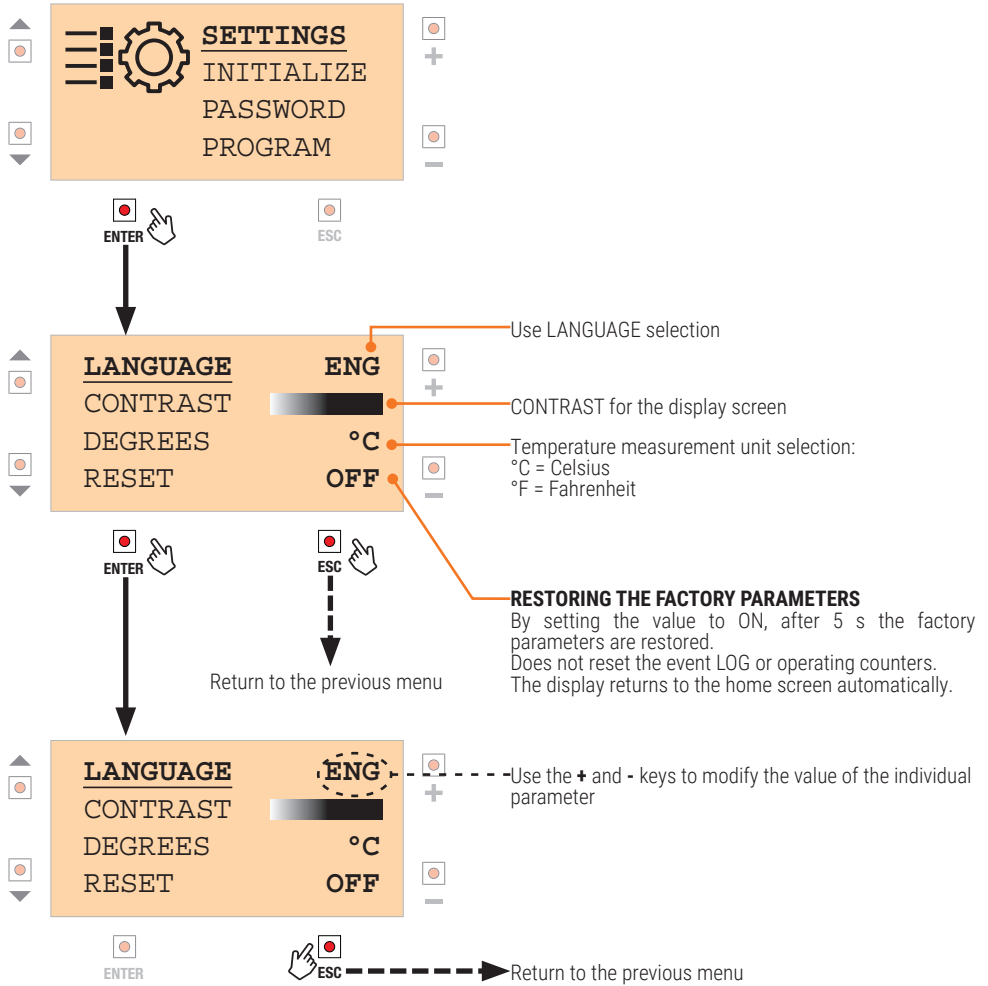 SETTINGS
INITIALIZE
PASSWORD
PROGRAM
+
-
ENTER
ESC
Use LANGUAGE selection
LANGUAGE ENG
CONTRAST
DEGREES °C
RESET OFF
+
-
CONTRAST for the display screen
Temperature measurement unit selection:
°C = Celsius
°F = Fahrenheit
ENTER
ESC
RESTORING THE FACTORY PARAMETERS
By setting the value to ON, after 5 s the factory
parameters are restored.
Does not reset the event LOG or operating counters.
The display returns to the home screen automatically.
Return to the previous menu
LANGUAGE ENG
CONTRAST
DEGREES °C
RESET OFF
+
-
Use the + and - keys to modify the value of the individual
parameter
ENTER
ESC
Return to the previous menu